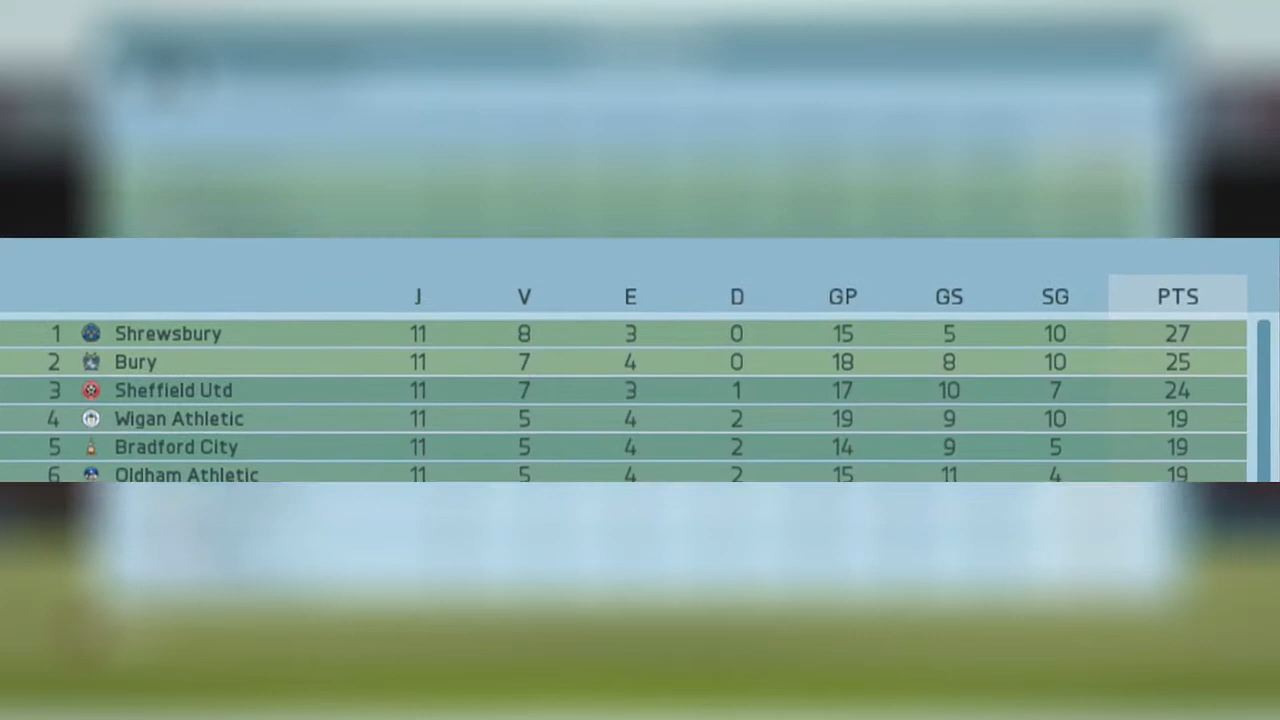 J V E D GP GS SG PTS
1 Shrewsbury 11 8 3 0 15 5 10 27
2 Bury 11 7 4 0 18 8 10 25
3 Sheffield Utd 11 7 3 1 17 10 7 24
4 Wigan Athletic 11 5 4 2 19 9 10 19
5 Bradford City 11 5 4 2 14 9 5 19
6 Oldham Athletic 11 5 4 2 15 11 4 19